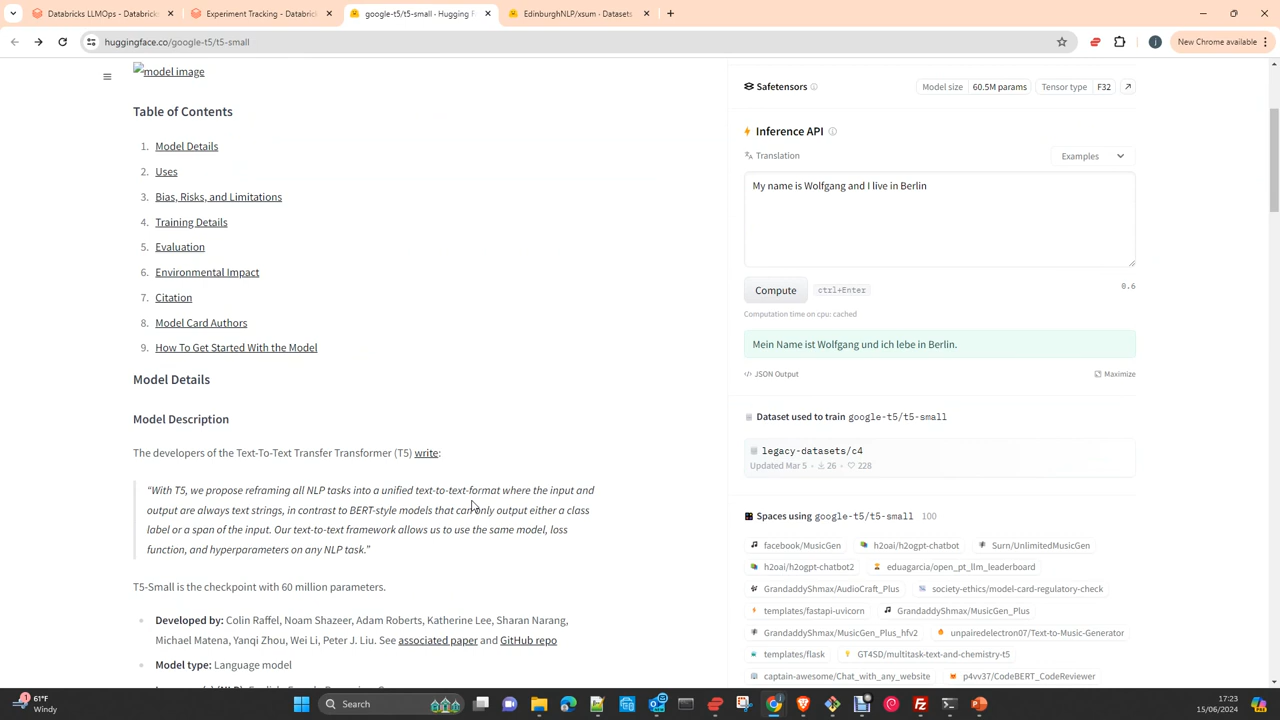 Databricks LLMOps - Databricks
Experiment Tracking - Databric
google-t5/t5-small · Hugging F
EdinburghNLP/xsum · Datasets
huggingface.co/google-t5/t5-small
New Chrome available
model image
Table of Contents
1. Model Details
2. Uses
3. Bias, Risks, and Limitations
4. Training Details
5. Evaluation
6. Environmental Impact
7. Citation
8. Model Card Authors
9. How To Get Started With the Model
Model Details
Model Description
The developers of the Text-To-Text Transfer Transformer (T5) write:
“With T5, we propose reframing all NLP tasks into a unified text-to-text-format where the input and
output are always text strings, in contrast to BERT-style models that can only output either a class
label or a span of the input. Our text-to-text framework allows us to use the same model, loss
function, and hyperparameters on any NLP task.”
T5-Small is the checkpoint with 60 million parameters.
Developed by: Colin Raffel, Noam Shazeer, Adam Roberts, Katherine Lee, Sharan Narang,
Michael Matena, Yanqi Zhou, Wei Li, Peter J. Liu. See associated paper and GitHub repo
Model type: Language model
Safetensors
Model size 60.5M params
Tensor type F32
Inference API
Translation
Examples
My name is Wolfgang and I live in Berlin
Compute
ctrl+Enter
0.6
Computation time on cpu: cached
Mein Name ist Wolfgang und ich lebe in Berlin.
JSON Output
Maximize
Dataset used to train google-t5/t5-small
legacy-datasets/c4
Updated Mar 5 • 26 • 228
Spaces using google-t5/t5-small 100
facebook/MusicGen h2oai/h2ogpt-chatbot Surn/UnlimitedMusicGen
h2oai/h2ogpt-chatbot2 eduagarcia/open_pt_llm_leaderboard
GrandaddyShmax/AudioCraft_Plus society-ethics/model-card-regulatory-check
templates/fastapi-uvicorn GrandaddyShmax/MusicGen_Plus
GrandaddyShmax/MusicGen_Plus_hfv2 unpairedelectron07/Text-to-Music-Generator
templates/flask GT4SD/multitask-text-and-chemistry-t5
captain-awesome/Chat_with_any_website p4vv37/CodeBERT_CodeReviewer
61°F
Windy
Search
17:23
15/06/2024